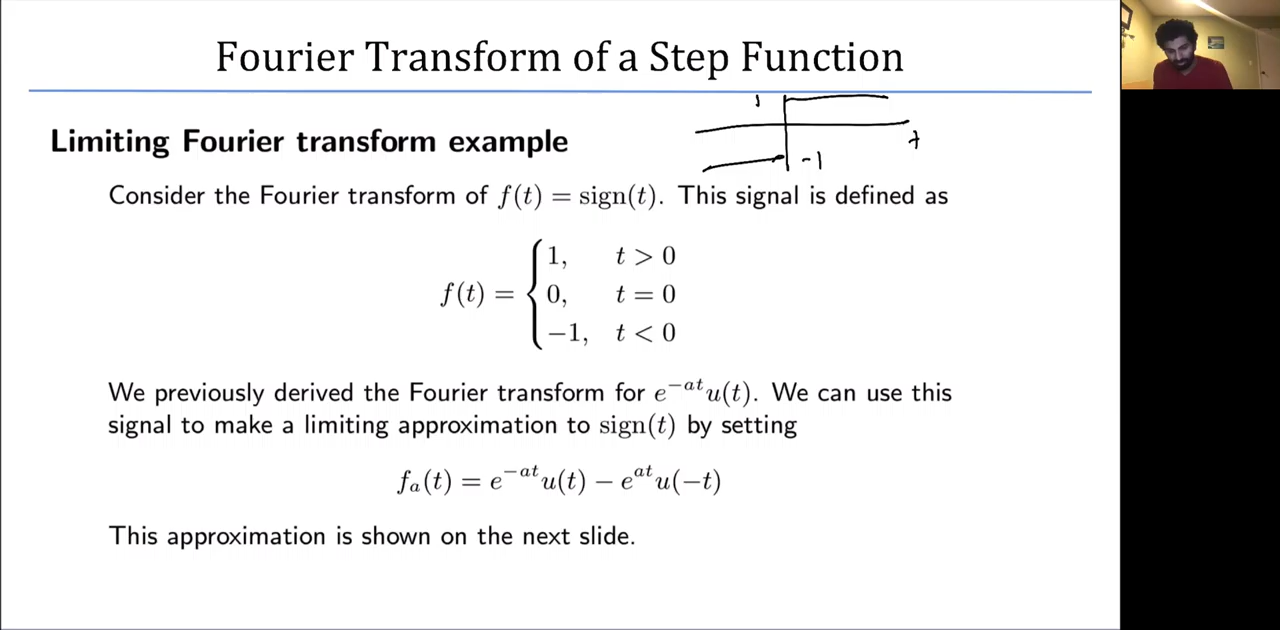 Fourier Transform of a Step Function
1
-1
t
Limiting Fourier transform example
Consider the Fourier transform of f(t) = sign(t). This signal is defined as
f(t) = { 1, t > 0
0, t = 0
−1, t < 0
We previously derived the Fourier transform for e^{−at}u(t). We can use this
signal to make a limiting approximation to sign(t) by setting
f_a(t) = e^{−at}u(t) − e^{at}u(−t)
This approximation is shown on the next slide.